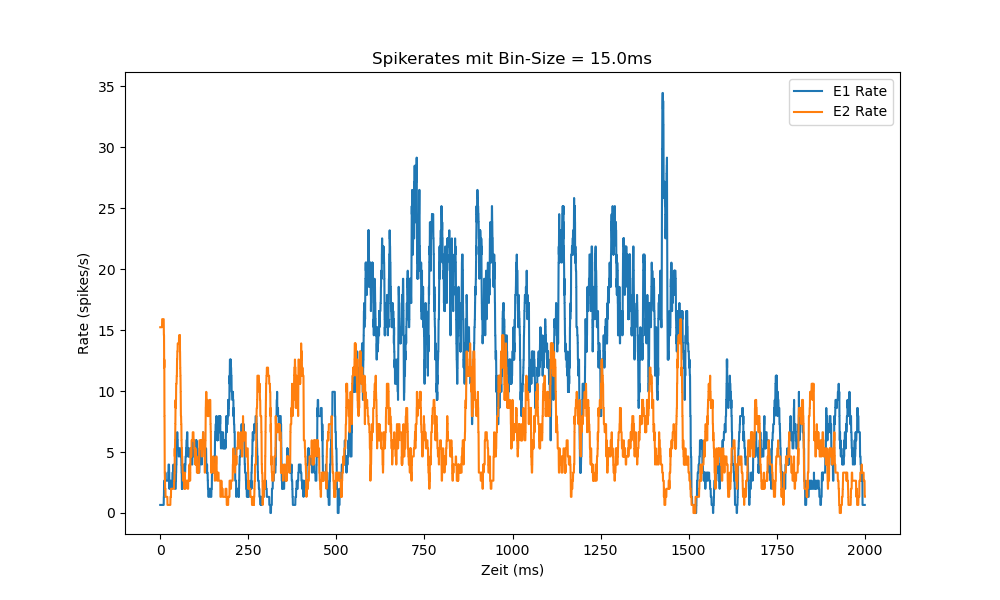 Spikerates mit Bin-Size = 15.0ms
E1 Rate
E2 Rate
Rate (spikes/s)
35
30
25
20
15
10
5
0
0 250 500 750 1000 1250 1500 1750 2000
Zeit (ms)